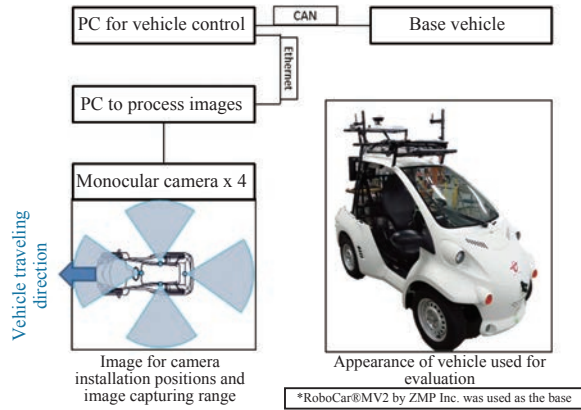 PC for vehicle control
CAN
Base vehicle
Ethernet
PC to process images
Monocular camera x 4
Vehicle traveling
direction
Image for camera
installation positions and
image capturing range
Appearance of vehicle used for
evaluation
*RoboCar®MV2 by ZMP Inc. was used as the base